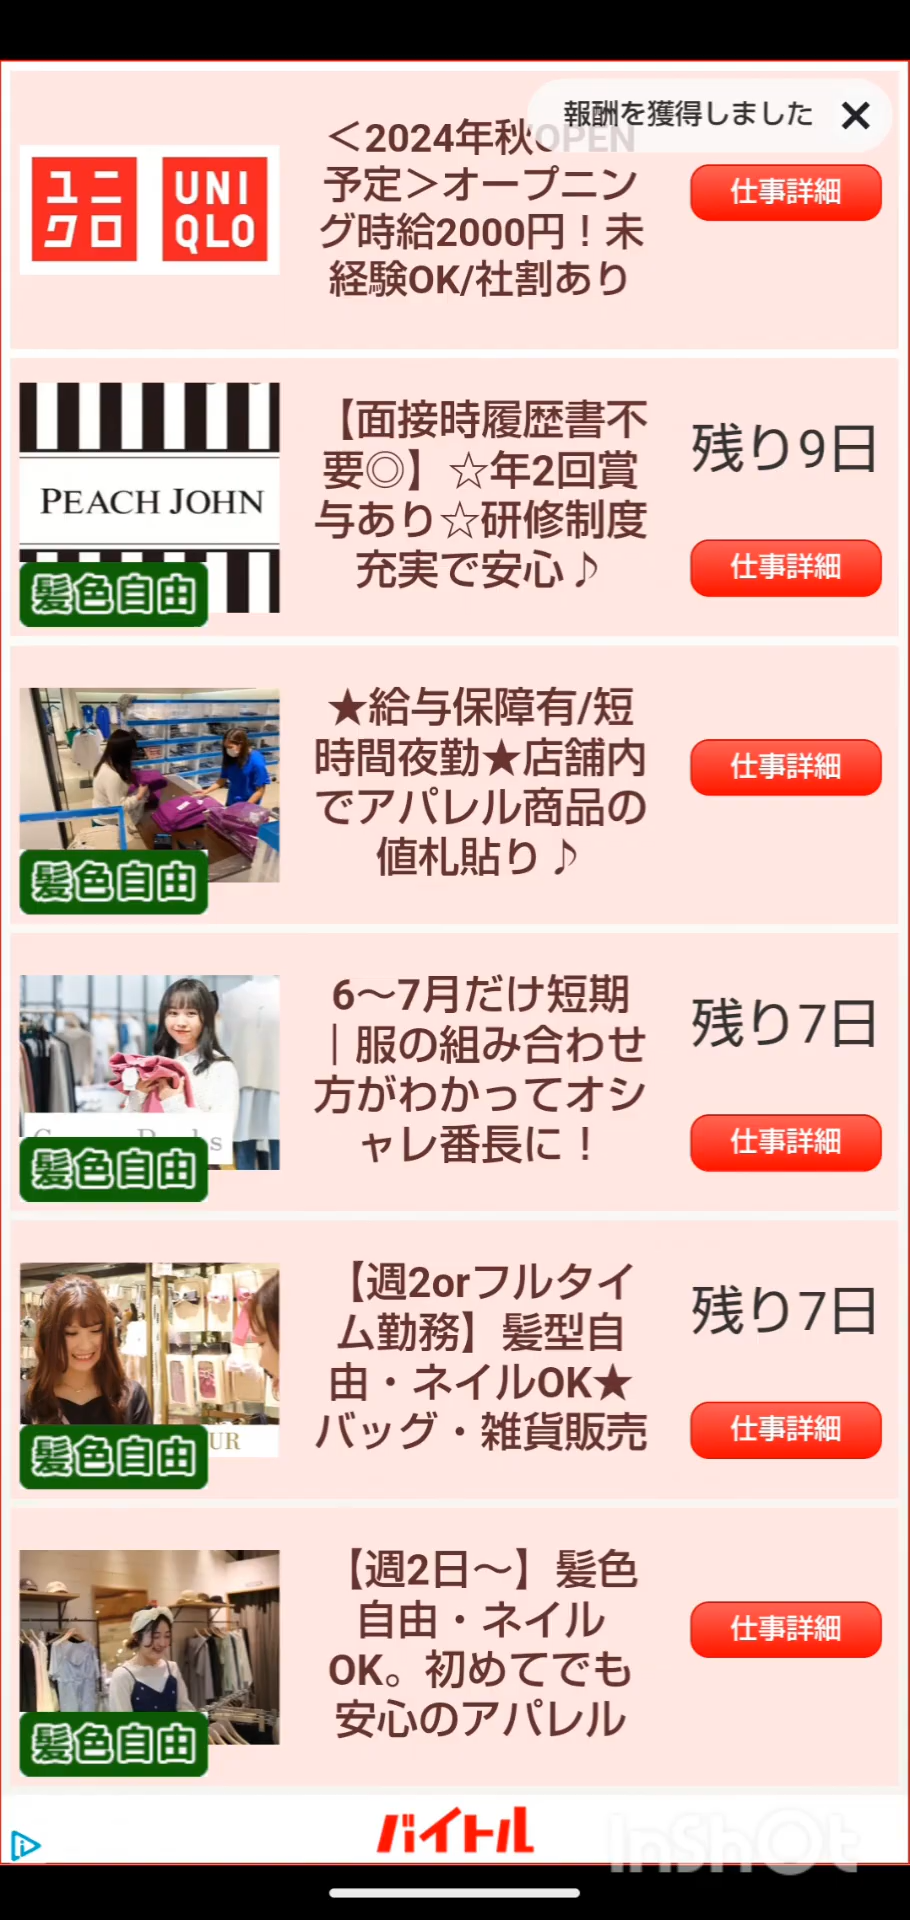 報酬を獲得しました
ユニ
クロ
UNI
QLO
＜2024年秋OPEN
予定＞オープニン
グ時給2000円！未
経験OK/社割あり
仕事詳細
PEACH JOHN
髪色自由
【面接時履歴書不
要◎】☆年2回賞
与あり☆研修制度
充実で安心♪
残り9日
仕事詳細
髪色自由
★給与保障有/短
時間夜勤★店舗内
でアパレル商品の
値札貼り♪
仕事詳細
髪色自由
6〜7月だけ短期
｜服の組み合わせ
方がわかってオシ
ャレ番長に！
残り7日
仕事詳細
UR
髪色自由
【週2orフルタイ
ム勤務】髪型自
由・ネイルOK★
バッグ・雑貨販売
残り7日
仕事詳細
髪色自由
【週2日〜】髪色
自由・ネイル
OK。初めてでも
安心のアパレル
仕事詳細
バイトル
InShOt